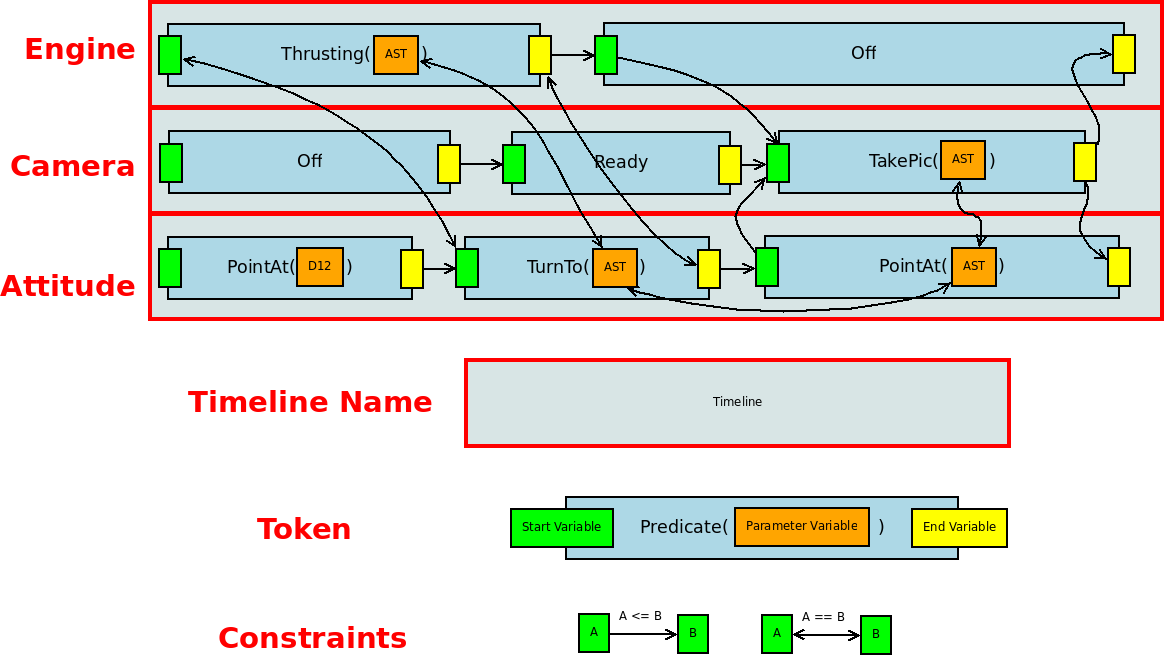 Engine
Thrusting( AST )
Off
Camera
Off
Ready
TakePic( AST )
Attitude
PointAt( D12 )
TurnTo( AST )
PointAt( AST )
Timeline Name
Timeline
Token
Start Variable
Predicate( Parameter Variable )
End Variable
Constraints
A <= B
A
B
A == B
A
B